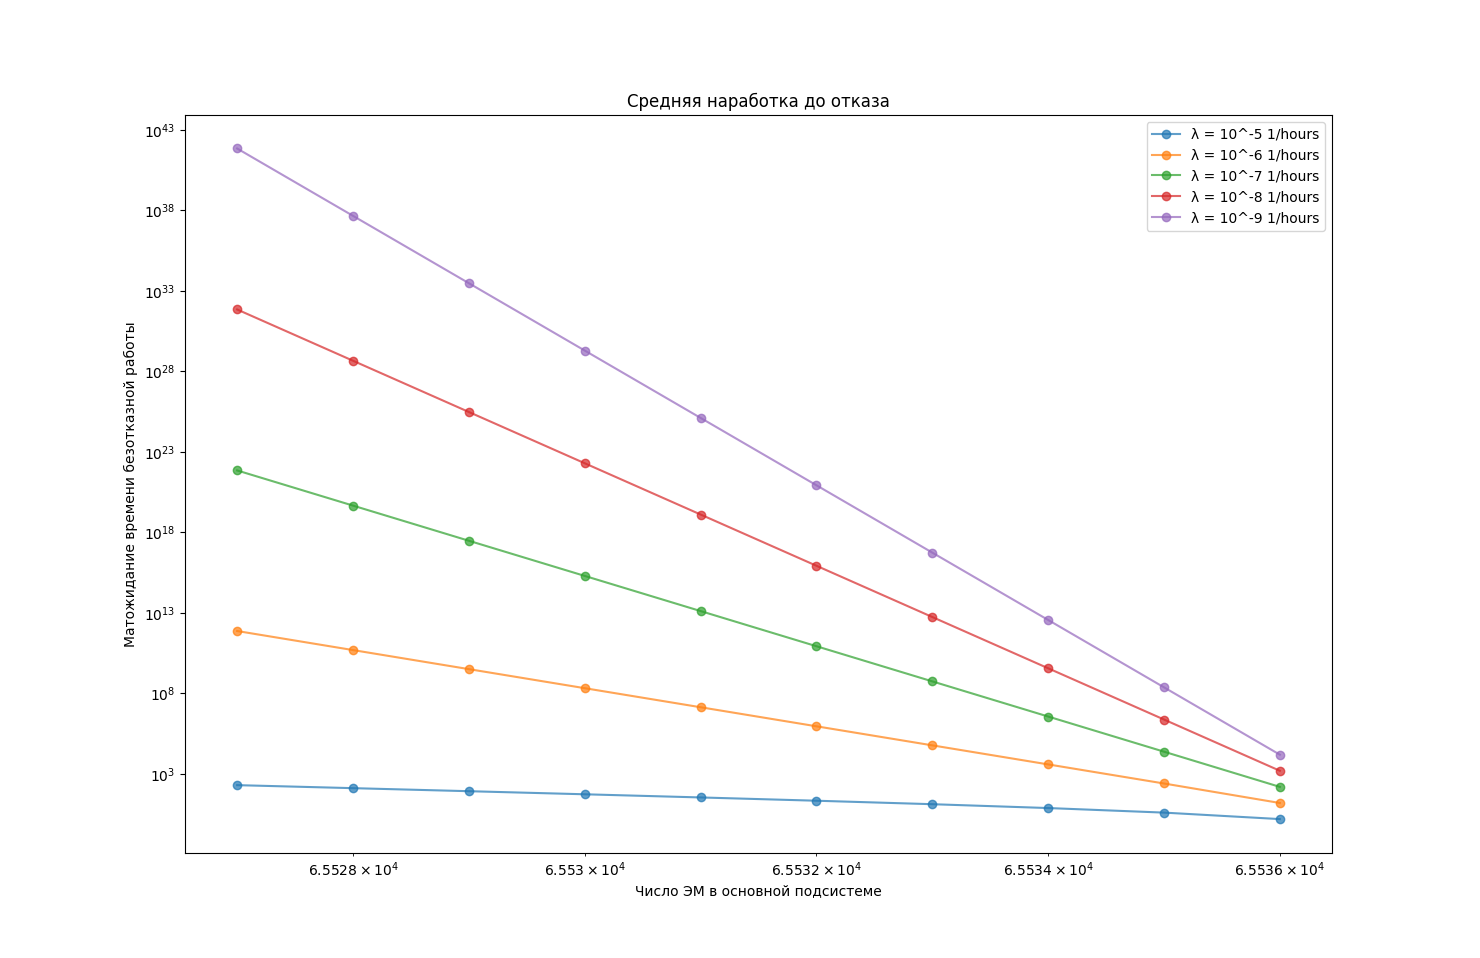 Средняя наработка до отказа
10^43
10^38
10^33
10^28
10^23
10^18
10^13
10^8
10^3
Матожидание времени безотказной работы
λ = 10^-5 1/hours
λ = 10^-6 1/hours
λ = 10^-7 1/hours
λ = 10^-8 1/hours
λ = 10^-9 1/hours
6.5528 × 10^4 6.553 × 10^4 6.5532 × 10^4 6.5534 × 10^4 6.5536 × 10^4
Число ЭМ в основной подсистеме